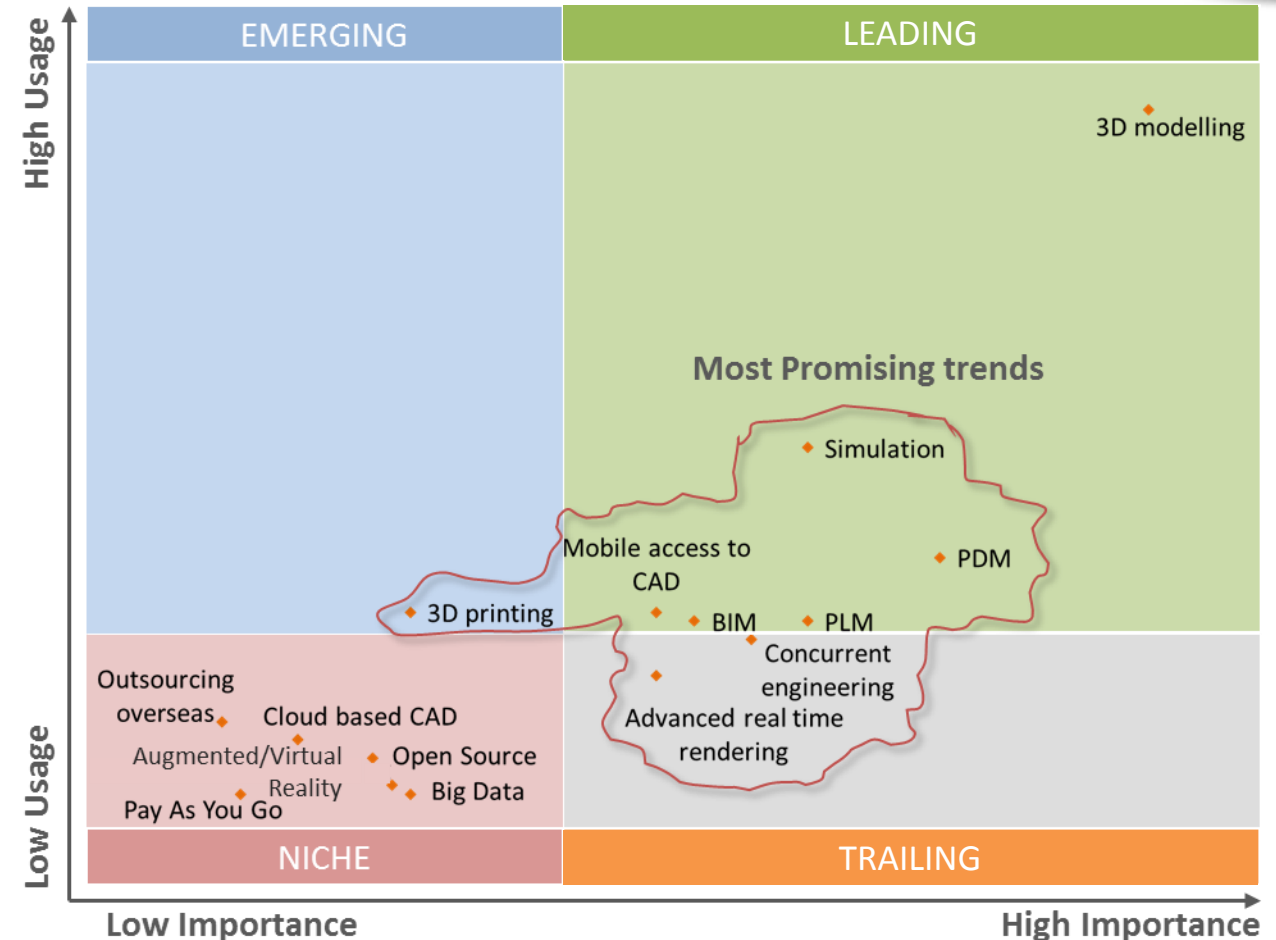 High Usage
EMERGING
LEADING
3D modelling
Most Promising trends
Simulation
Mobile access to
CAD
PDM
3D printing
BIM
PLM
Concurrent
engineering
Outsourcing
overseas
Cloud based CAD
Advanced real time
rendering
Augmented/Virtual
Reality
Open Source
Big Data
Pay As You Go
Low Usage
NICHE
TRAILING
Low Importance
High Importance